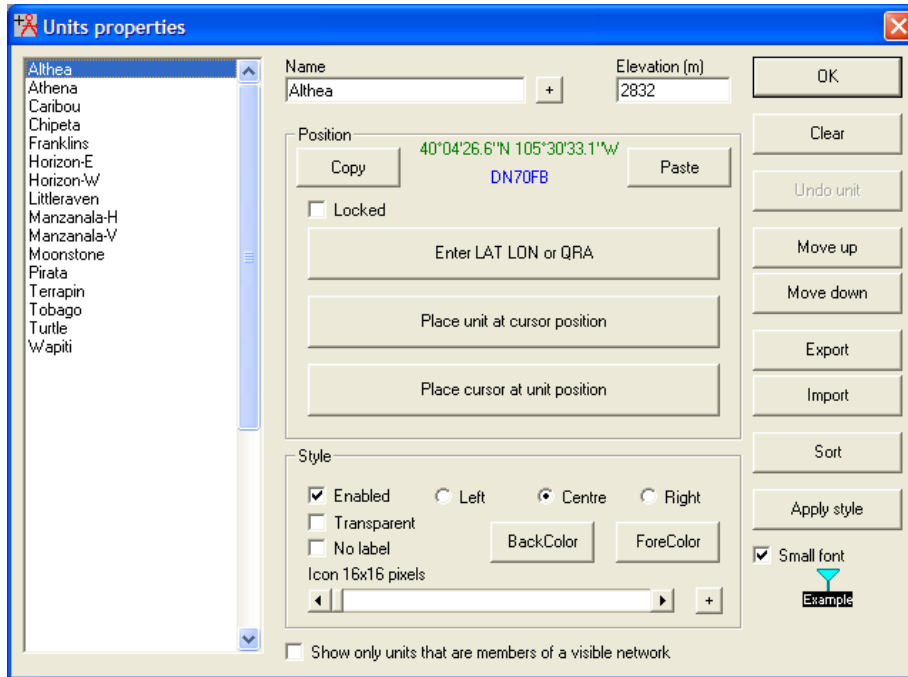 Units properties
Althea
Athena
Caribou
Chipeta
Franklins
Horizon-E
Horizon-W
Littleraven
Manzanala-H
Manzanala-V
Moonstone
Pirata
Terrapin
Tobago
Turtle
Wapiti
Name
Elevation (m)
Althea
+
2832
Position
Copy
40°04'26.6''N 105°30'33.1''W
DN70FB
Paste
Locked
Enter LAT LON or QRA
Place unit at cursor position
Place cursor at unit position
Style
Enabled
Left
Centre
Right
Transparent
No label
BackColor
ForeColor
Icon 16x16 pixels
+
Show only units that are members of a visible network
OK
Clear
Undo unit
Move up
Move down
Export
Import
Sort
Apply style
Small font
Example